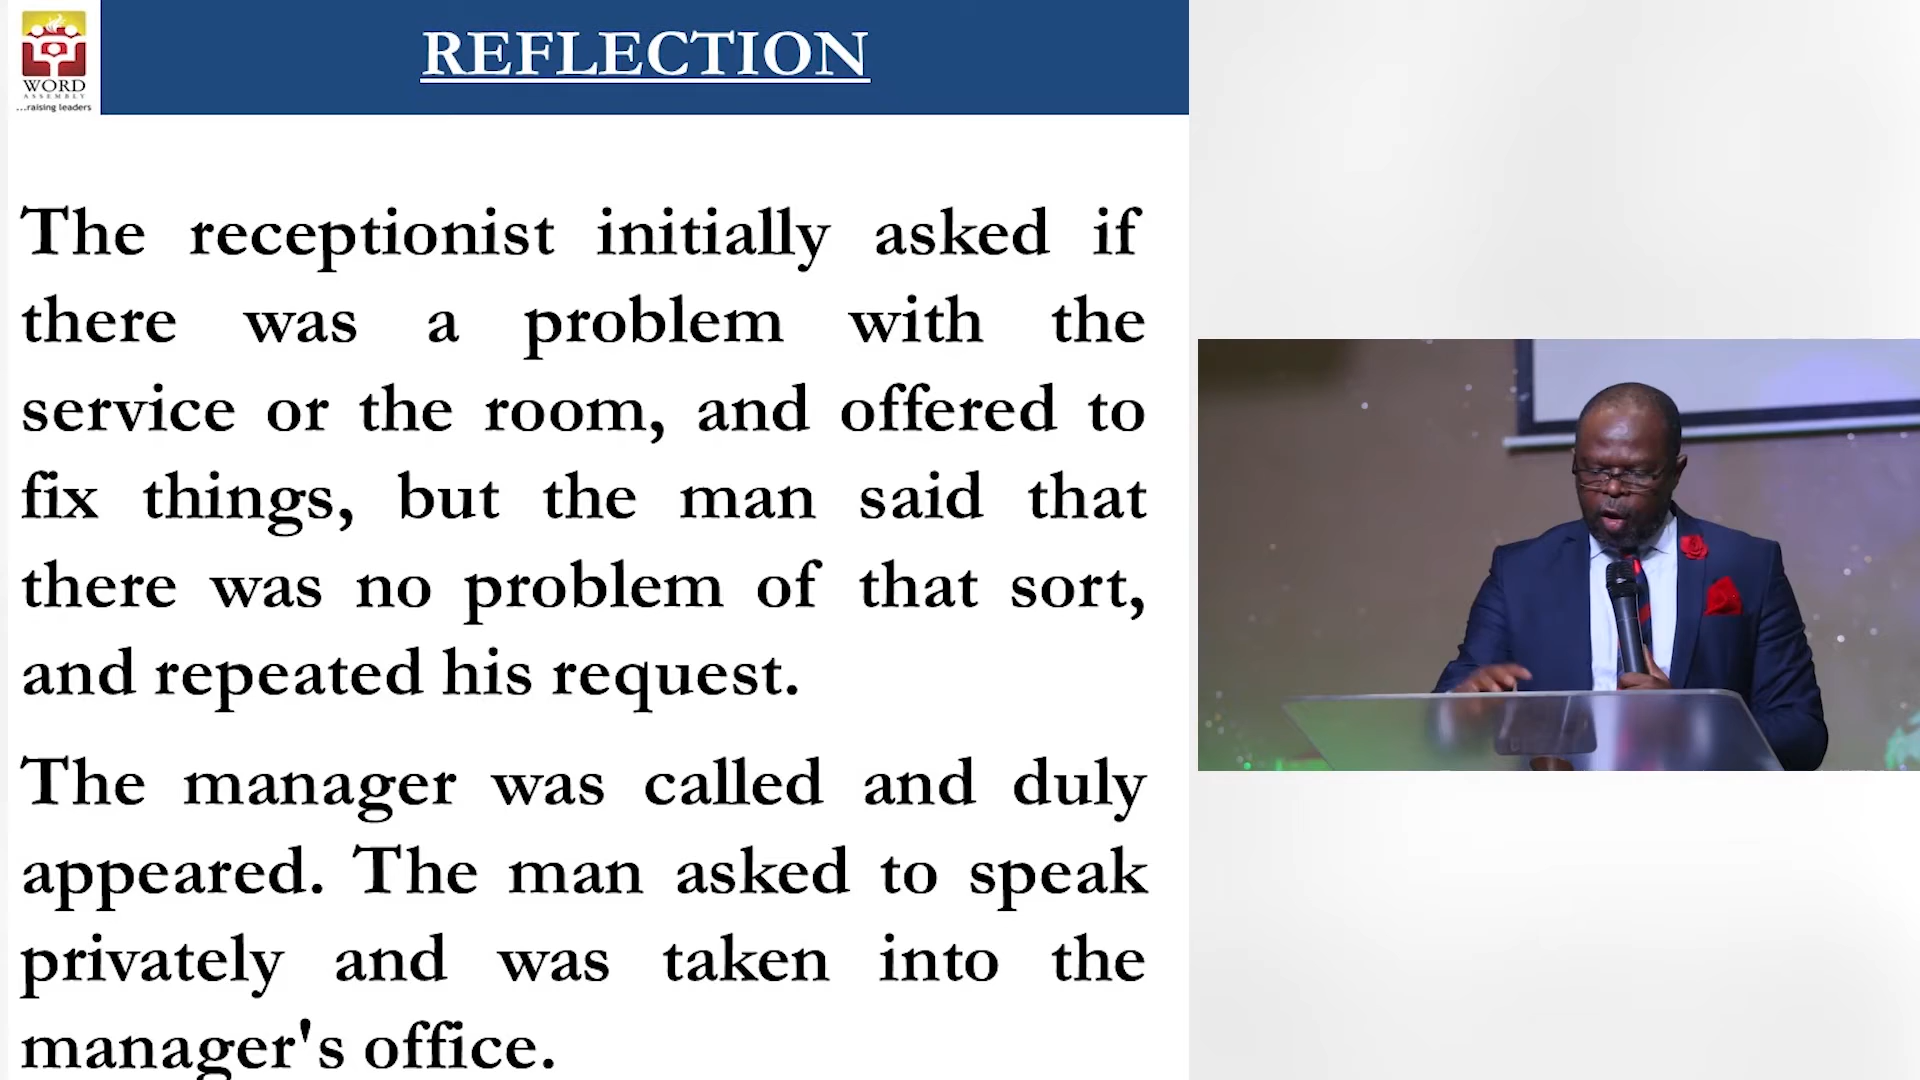 WORD
ASSEMBLY
...raising leaders
REFLECTION
The receptionist initially asked if
there was a problem with the
service or the room, and offered to
fix things, but the man said that
there was no problem of that sort,
and repeated his request.
The manager was called and duly
appeared. The man asked to speak
privately and was taken into the
manager's office.